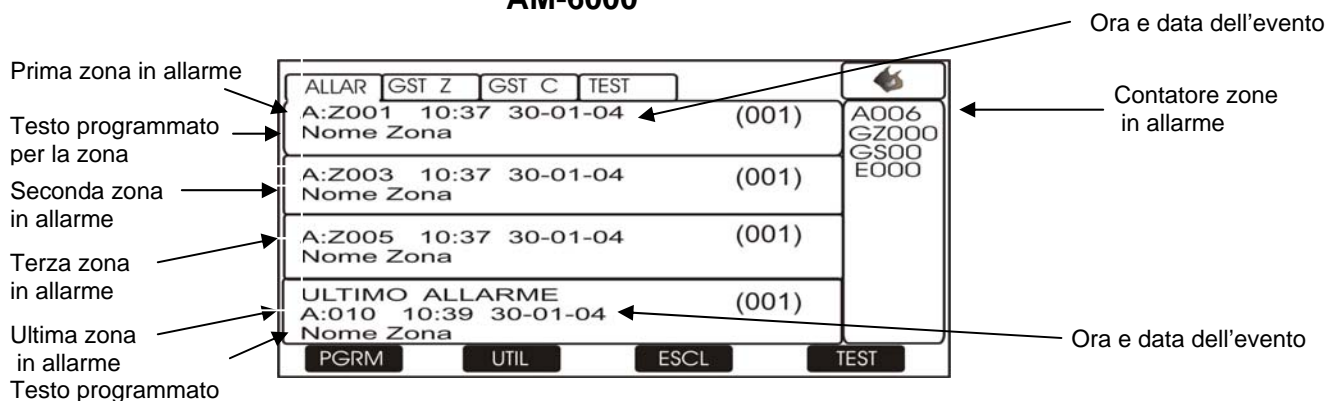 AM-6000
Ora e data dell'evento
Prima zona in allarme
Testo programmato
per la zona
Seconda zona
in allarme
Terza zona
in allarme
Ultima zona
in allarme
Testo programmato
ALLAR GST Z GST C TEST
A:Z001 10:37 30-01-04 (001)
Nome Zona
A:Z003 10:37 30-01-04 (001)
Nome Zona
A:Z005 10:37 30-01-04 (001)
Nome Zona
ULTIMO ALLARME (001)
A:010 10:39 30-01-04
Nome Zona
PGRM UTIL ESCL TEST
A006
GZ000
GS00
E000
Contatore zone
in allarme
Ora e data dell'evento